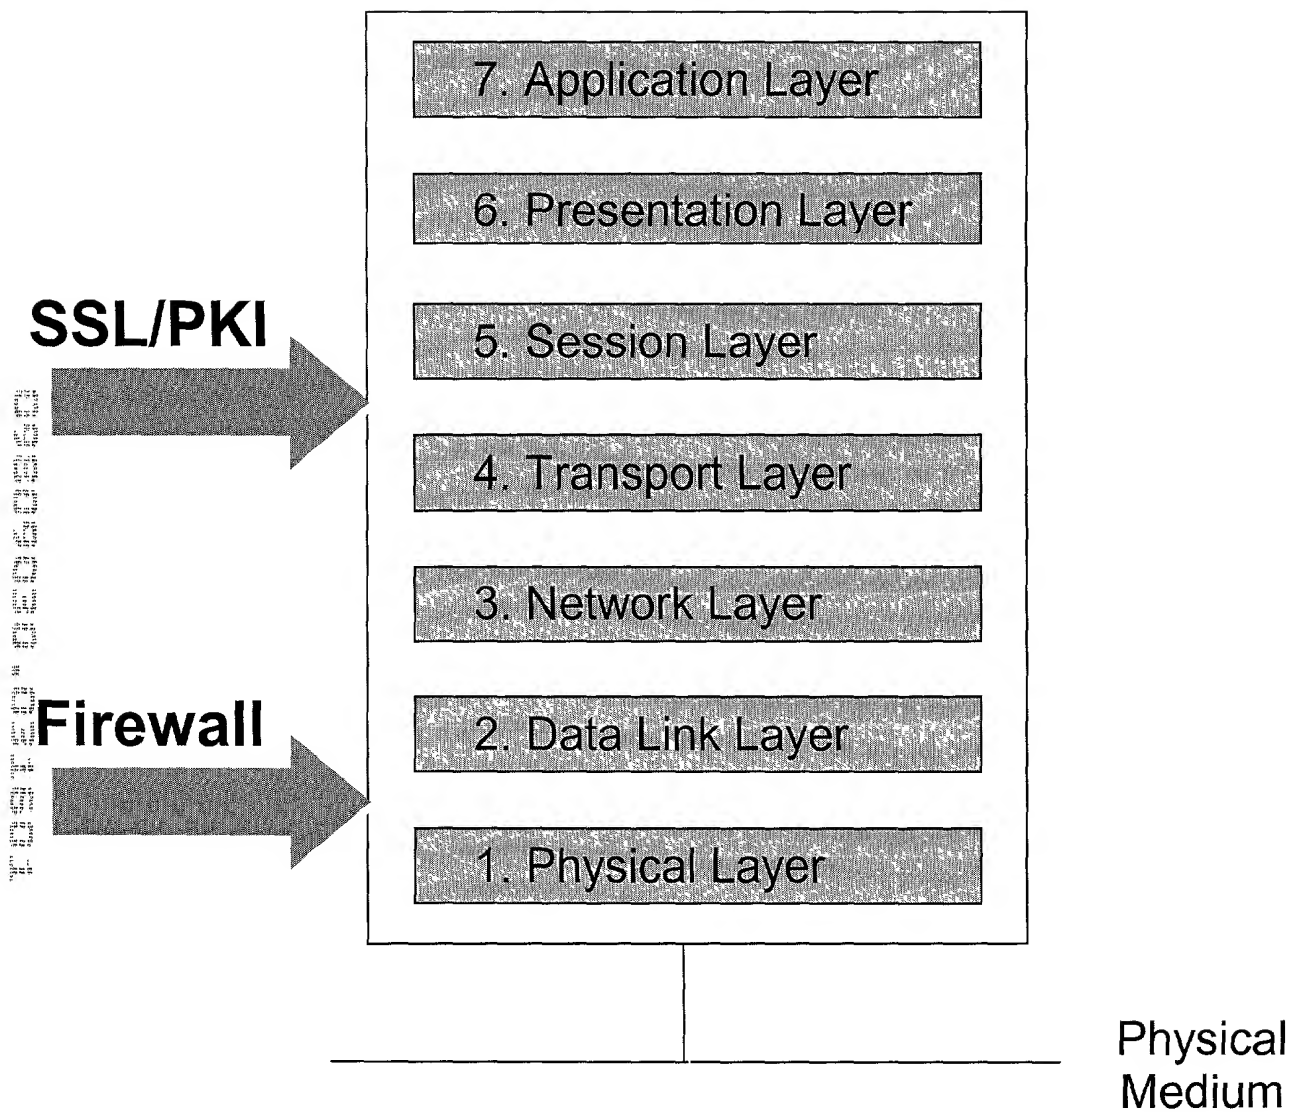 7. Application Layer
6. Presentation Layer
SSL/PKI
5. Session Layer
4. Transport Layer
3. Network Layer
Firewall
2. Data Link Layer
1. Physical Layer
Physical
Medium